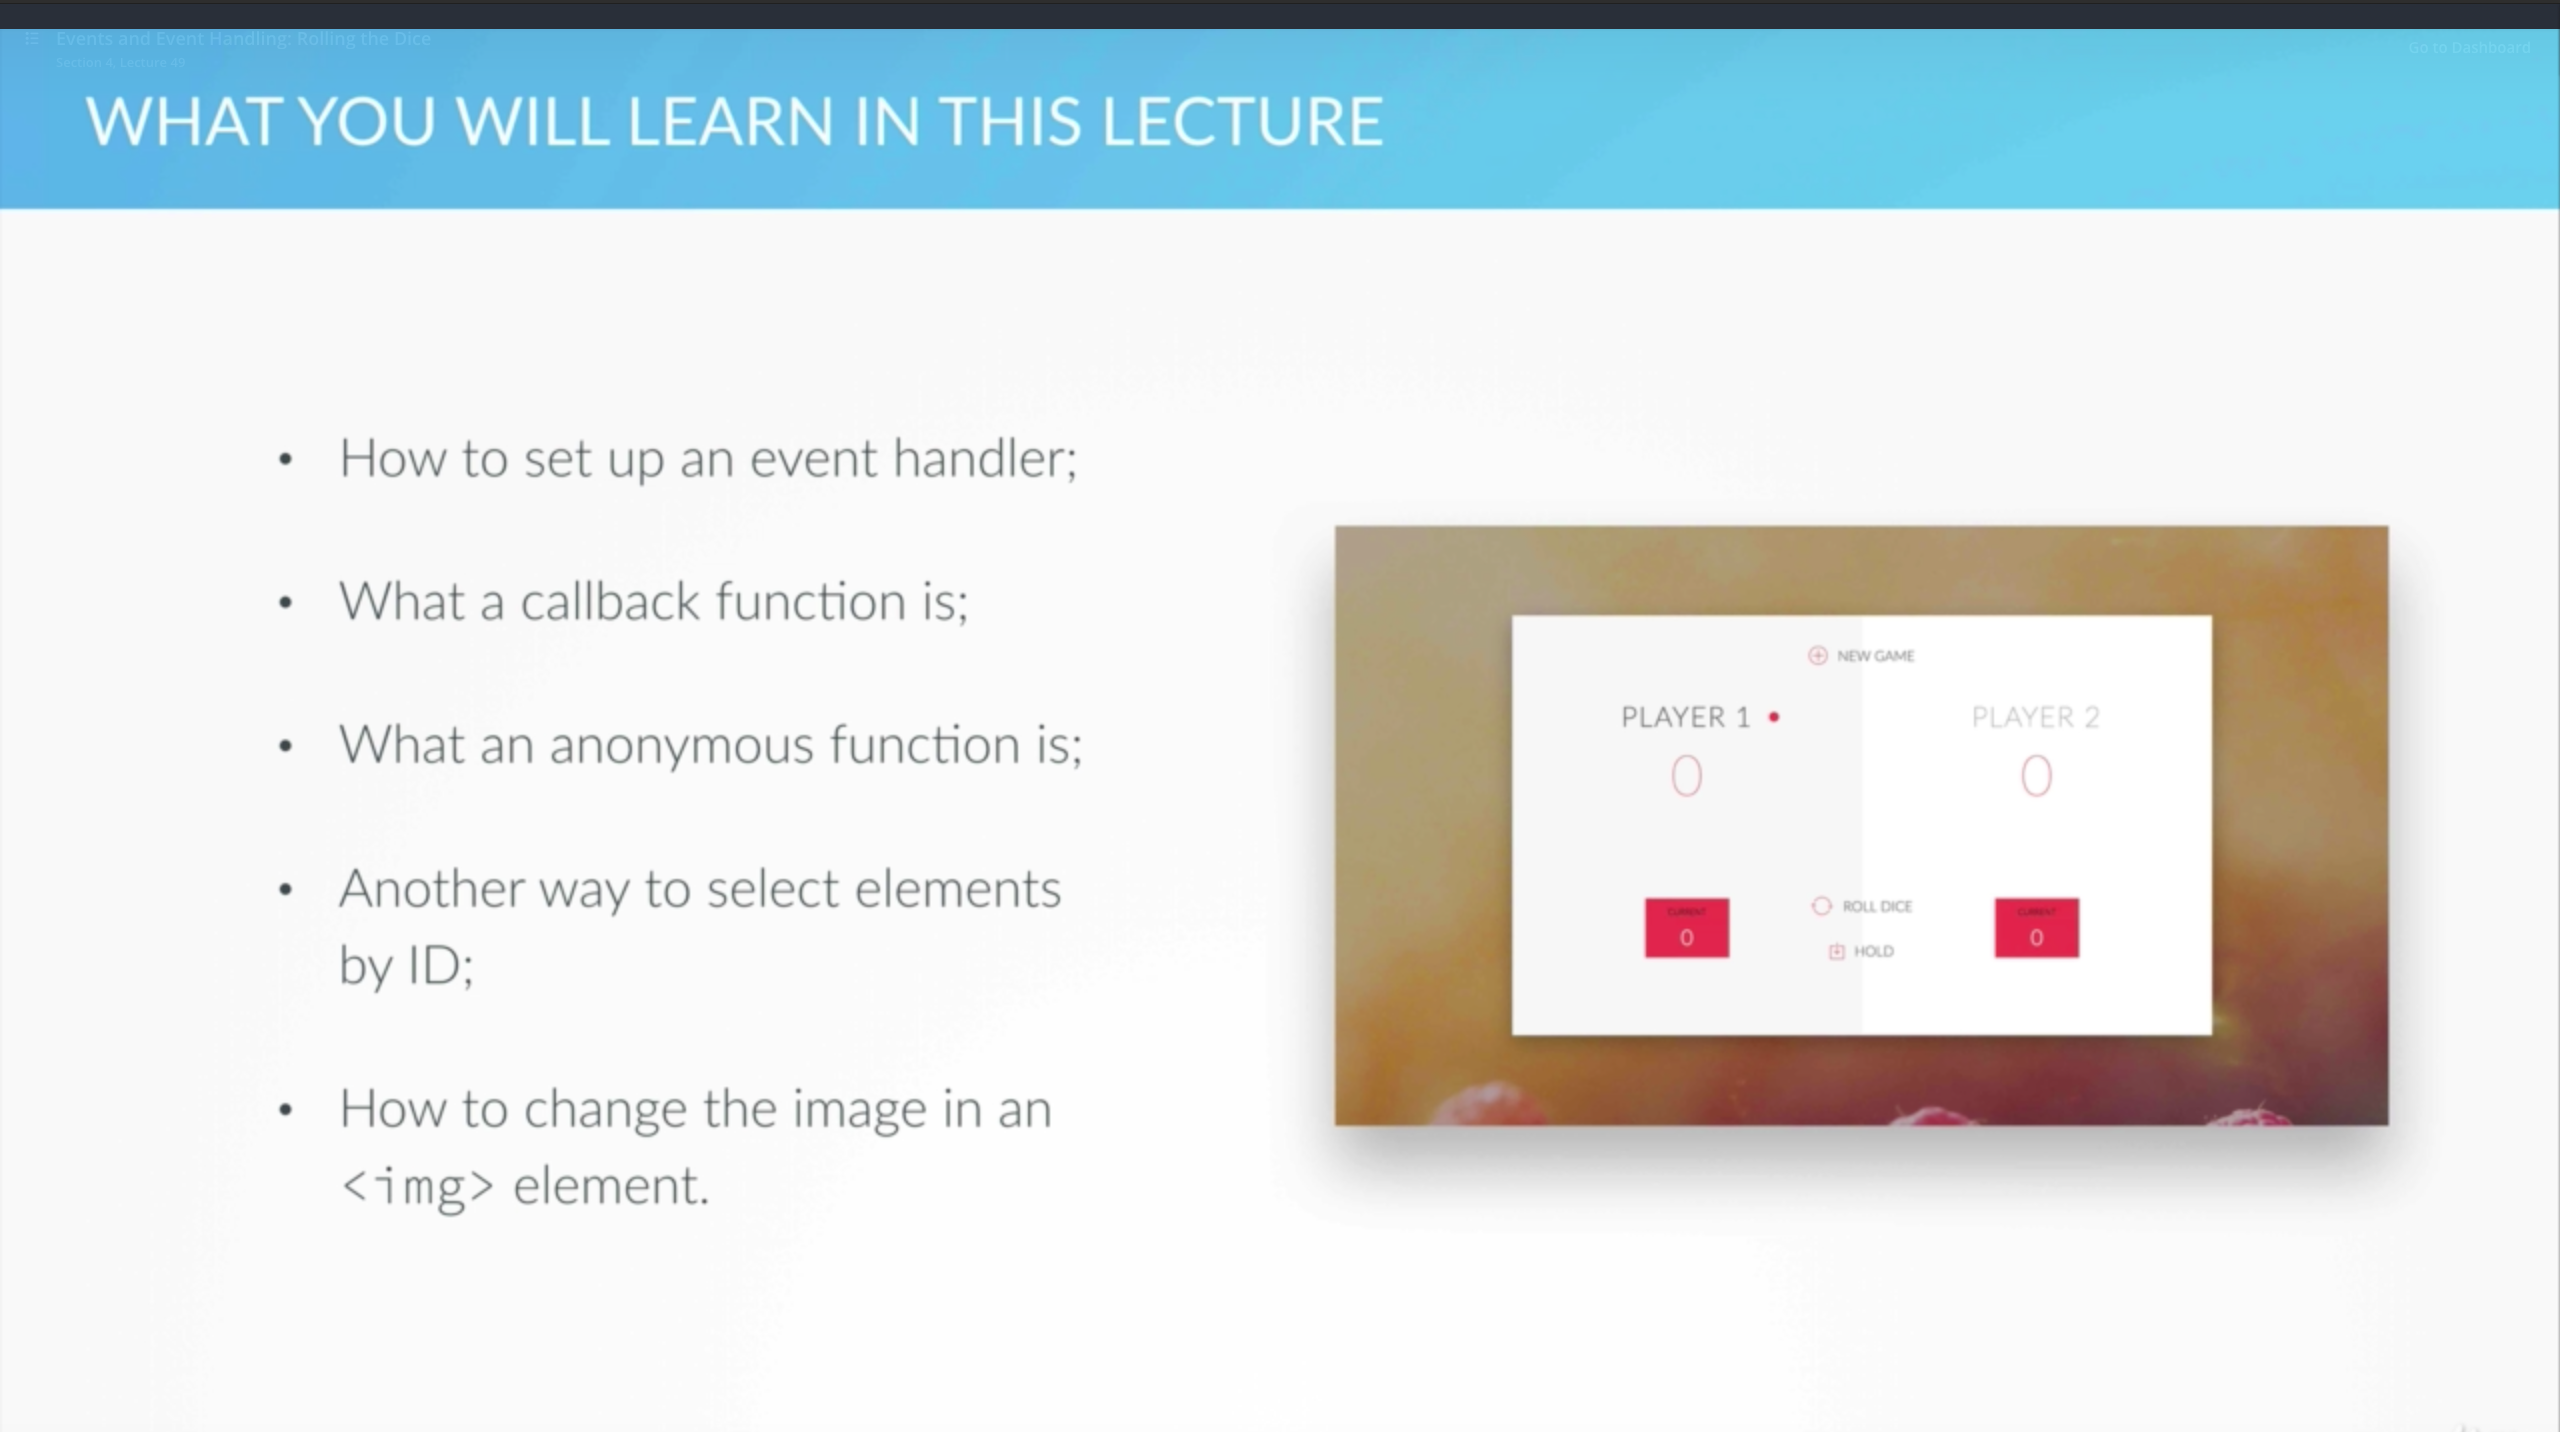 Events and Event Handling: Rolling the Dice
Section 4, Lecture 49
Go to Dashboard
WHAT YOU WILL LEARN IN THIS LECTURE
• How to set up an event handler;
• What a callback function is;
• What an anonymous function is;
• Another way to select elements
by ID;
• How to change the image in an
<img> element.
NEW GAME
PLAYER 1
PLAYER 2
0
0
CURRENT
0
ROLL DICE
HOLD
CURRENT
0